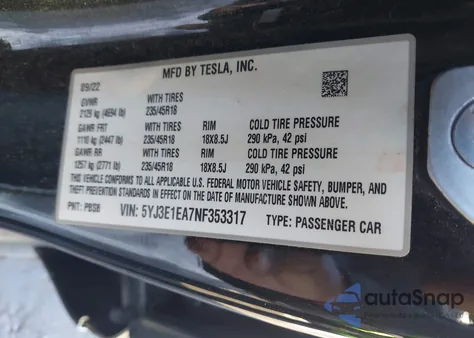 MFD BY TESLA, INC.
09/22
GVWR WITH TIRES
2129 kg (4694 lb) 235/45R18
GAWR FRT WITH TIRES RIM COLD TIRE PRESSURE
1110 kg (2447 lb) 235/45R18 18X8.5J 290 kPa, 42 psi
GAWR RR WITH TIRES RIM COLD TIRE PRESSURE
1257 kg (2771 lb) 235/45R18 18X8.5J 290 kPa, 42 psi
THIS VEHICLE CONFORMS TO ALL APPLICABLE U.S. FEDERAL MOTOR VEHICLE SAFETY, BUMPER, AND
THEFT PREVENTION STANDARDS IN EFFECT ON THE DATE OF MANUFACTURE SHOWN ABOVE.
PNT: PBSB VIN: 5YJ3E1EA7NF353317 TYPE: PASSENGER CAR
autoSnap